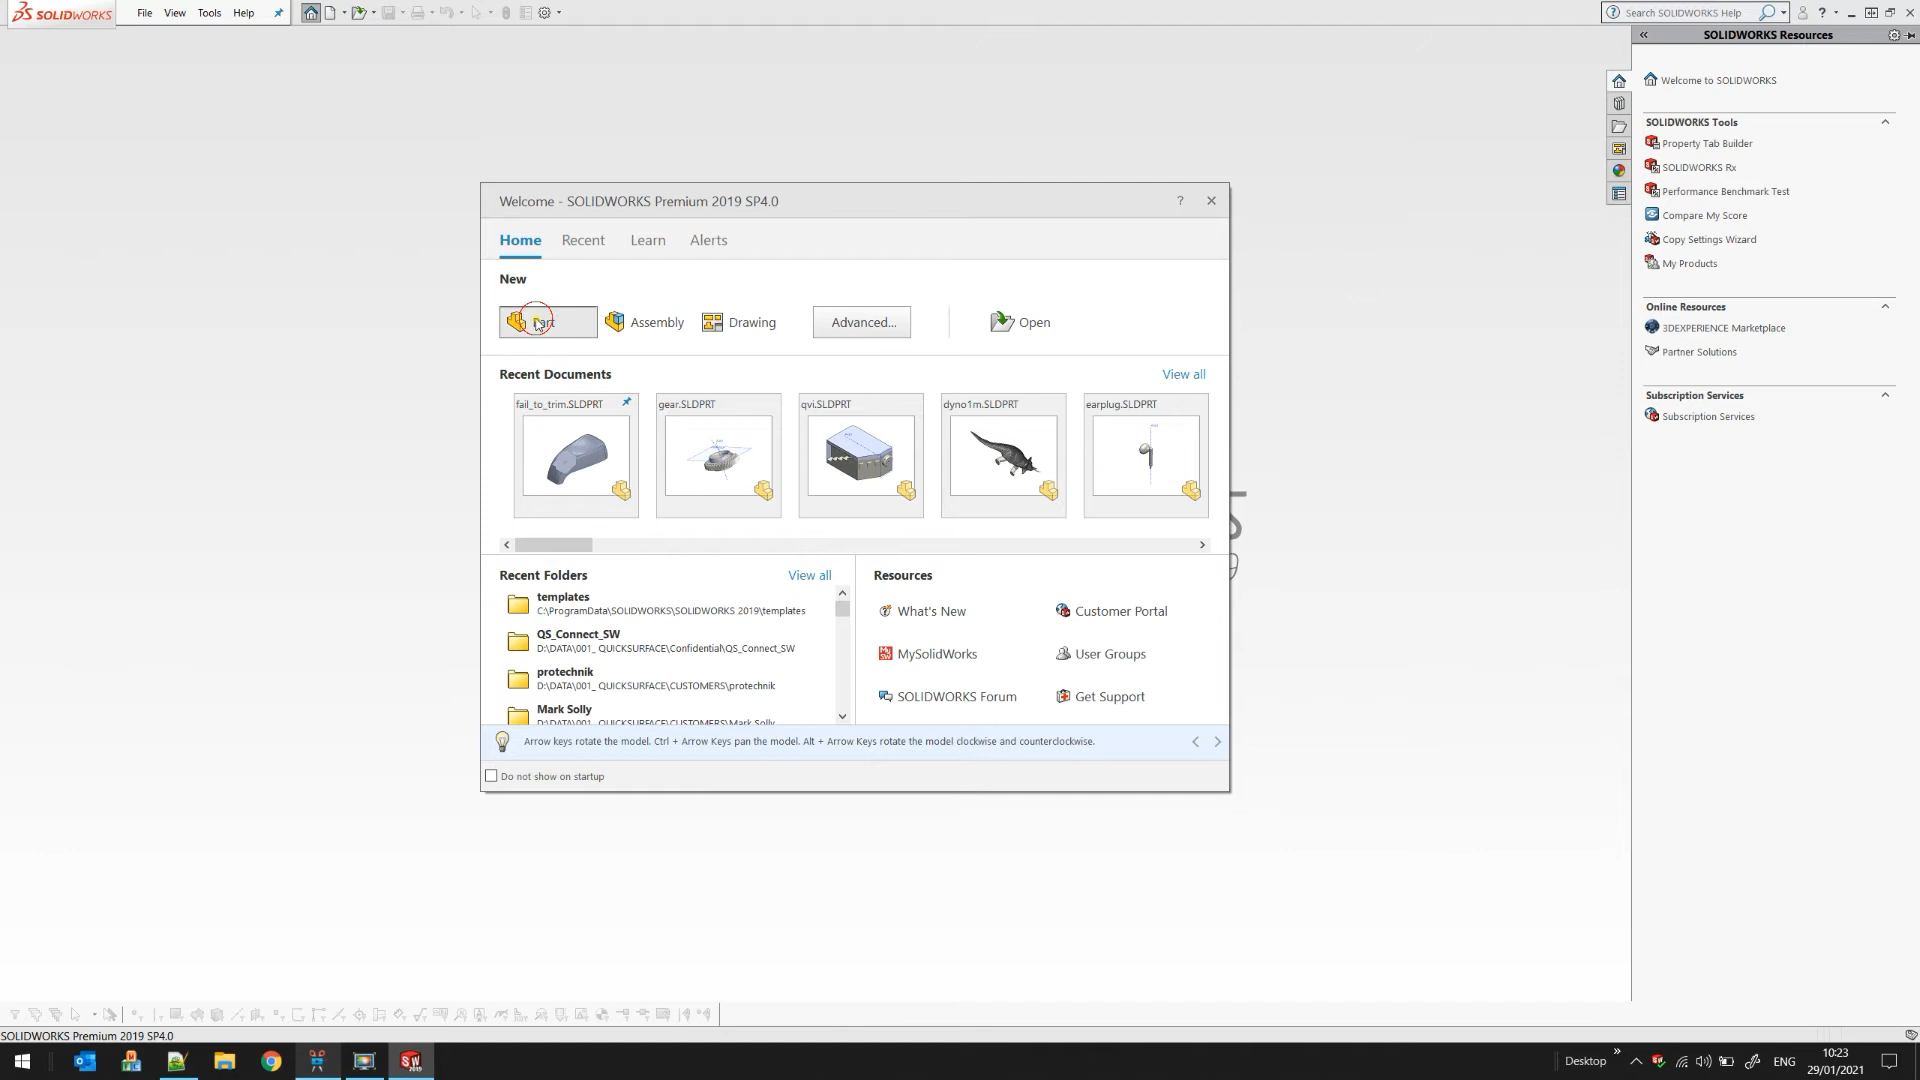 SOLIDWORKS File View Tools Help Search SOLIDWORKS Help ?
SOLIDWORKS Resources
Welcome to SOLIDWORKS
SOLIDWORKS Tools
Property Tab Builder
SOLIDWORKS Rx
Performance Benchmark Test
Compare My Score
Copy Settings Wizard
My Products
Online Resources
3DEXPERIENCE Marketplace
Partner Solutions
Subscription Services
Subscription Services
Welcome - SOLIDWORKS Premium 2019 SP4.0 ?
Home Recent Learn Alerts
New
Part Assembly Drawing Advanced... Open
Recent Documents View all
fail_to_trim.SLDPRT gear.SLDPRT qvi.SLDPRT dyno1m.SLDPRT earplug.SLDPRT
Recent Folders View all
templates
C:\ProgramData\SOLIDWORKS\SOLIDWORKS 2019\templates
QS_Connect_SW
D:\DATA\001_ QUICKSURFACE\Confidential\QS_Connect_SW
protechnik
D:\DATA\001_ QUICKSURFACE\CUSTOMERS\protechnik
Mark Solly
D:\DATA\001_ QUICKSURFACE\CUSTOMERS\Mark Solly
Resources
What's New Customer Portal
MySolidWorks User Groups
SOLIDWORKS Forum Get Support
Arrow keys rotate the model. Ctrl + Arrow Keys pan the model. Alt + Arrow Keys rotate the model clockwise and counterclockwise.
Do not show on startup
SOLIDWORKS Premium 2019 SP4.0
Desktop ENG 10:23
29/01/2021